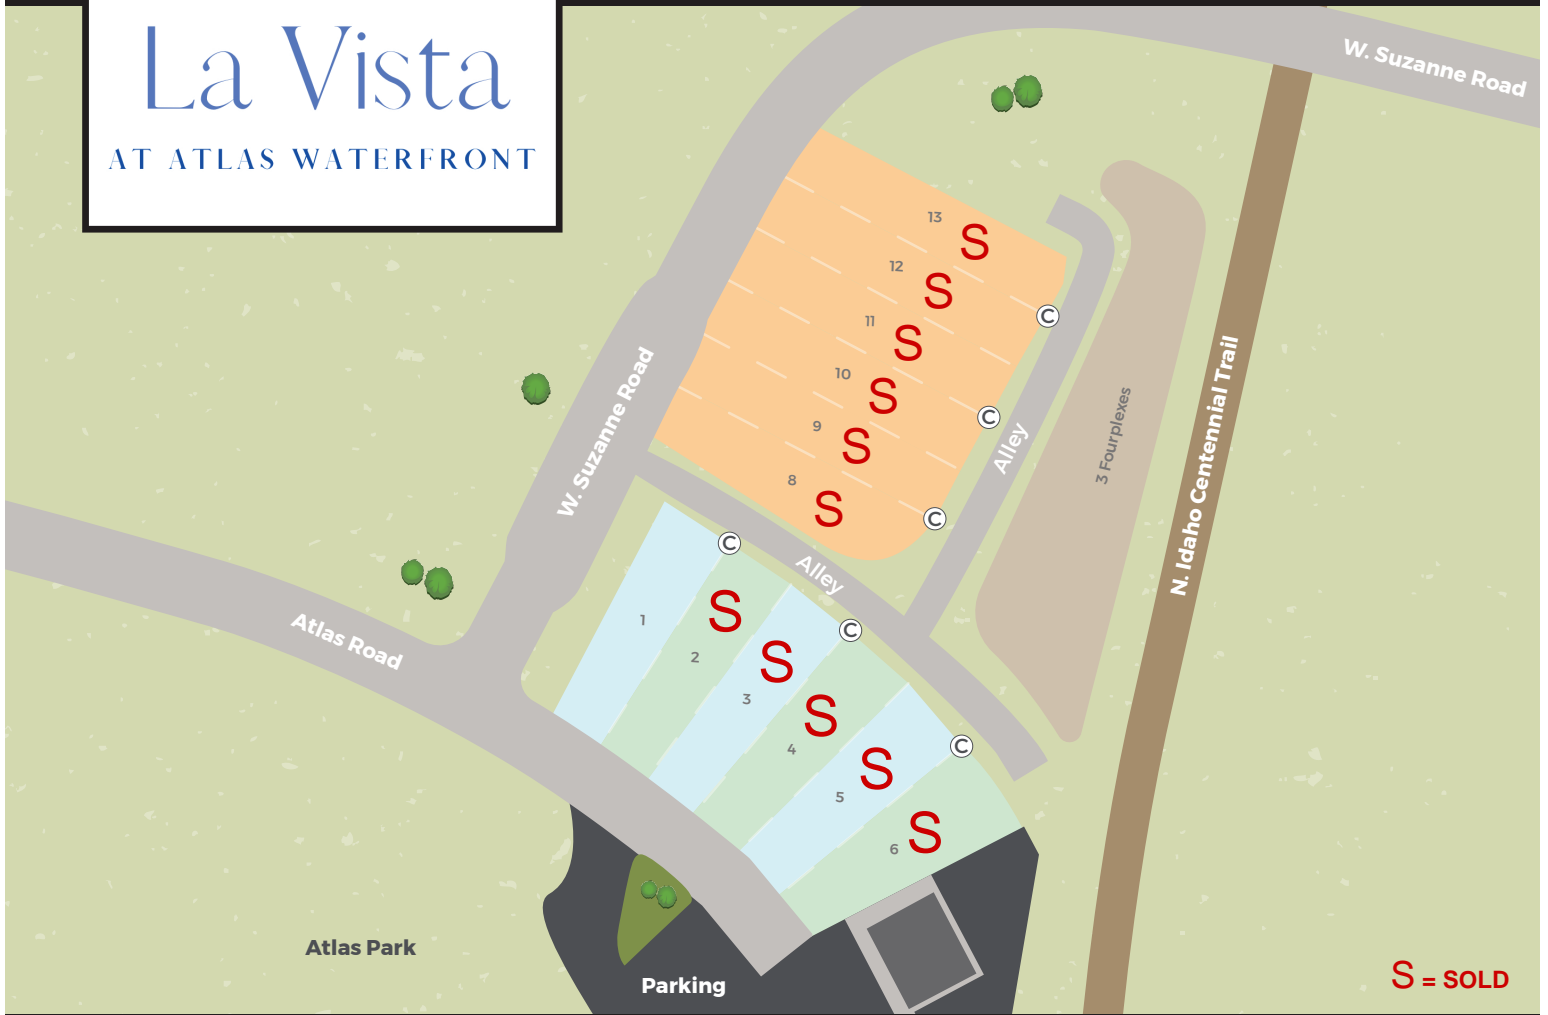 La Vista
AT ATLAS WATERFRONT
W. Suzanne Road
13
S
12
S
C
11
S
10
S
C
9
S
8
S
C
Alley
3 Fourplexes
N. Idaho Centennial Trail
W. Suzanne Road
Alley
C
1
S
2
C
S
3
S
4
C
S
5
S
6
Atlas Road
Atlas Park
Parking
S = SOLD